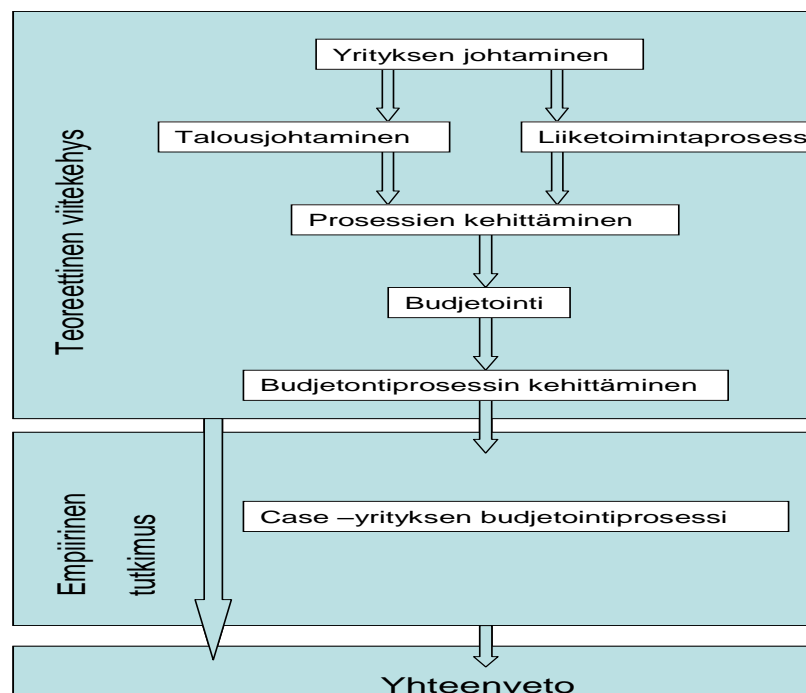 Yrityksen johtaminen
Talousjohtaminen
Liiketoimintaprosess
Prosessien kehittäminen
Budjetointi
Budjetontiprosessin kehittäminen
Teoreettinen viitekehys
Case –yrityksen budjetointiprosessi
Empiirinen
tutkimus
Yhteenveto